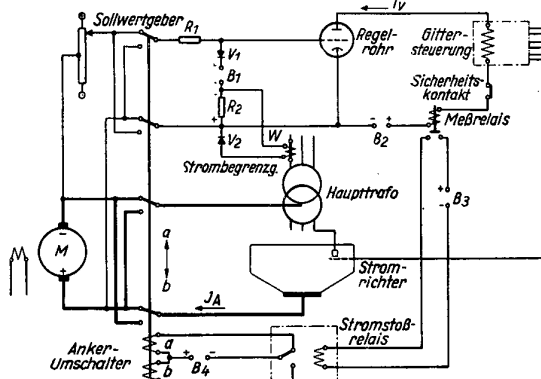 Sollwertgeber
R1
V1
B1
R2
V2
Strombegrenzg.
W
Regel-
rohr
Iv
Gitter-
steuerung
Sicherheits-
kontakt
Meßrelais
B2
B3
Haupttrafo
M
a
b
JA
Strom-
richter
Anker-
Umschalter
a
b
B4
Stromstoß-
relais